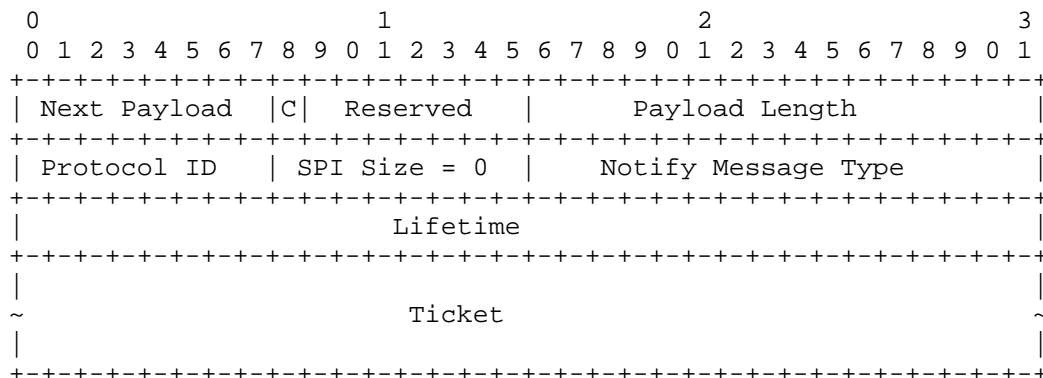 0                   1                   2                   3
 0 1 2 3 4 5 6 7 8 9 0 1 2 3 4 5 6 7 8 9 0 1 2 3 4 5 6 7 8 9 0 1
+-+-+-+-+-+-+-+-+-+-+-+-+-+-+-+-+-+-+-+-+-+-+-+-+-+-+-+-+-+-+-+-+
| Next Payload  |C|  Reserved   |      Payload Length           |
+-+-+-+-+-+-+-+-+-+-+-+-+-+-+-+-+-+-+-+-+-+-+-+-+-+-+-+-+-+-+-+-+
| Protocol ID   | SPI Size = 0  |    Notify Message Type        |
+-+-+-+-+-+-+-+-+-+-+-+-+-+-+-+-+-+-+-+-+-+-+-+-+-+-+-+-+-+-+-+-+
|                       Lifetime                                |
+-+-+-+-+-+-+-+-+-+-+-+-+-+-+-+-+-+-+-+-+-+-+-+-+-+-+-+-+-+-+-+-+
|                                                               |
~                        Ticket                                 ~
|                                                               |
+-+-+-+-+-+-+-+-+-+-+-+-+-+-+-+-+-+-+-+-+-+-+-+-+-+-+-+-+-+-+-+-+